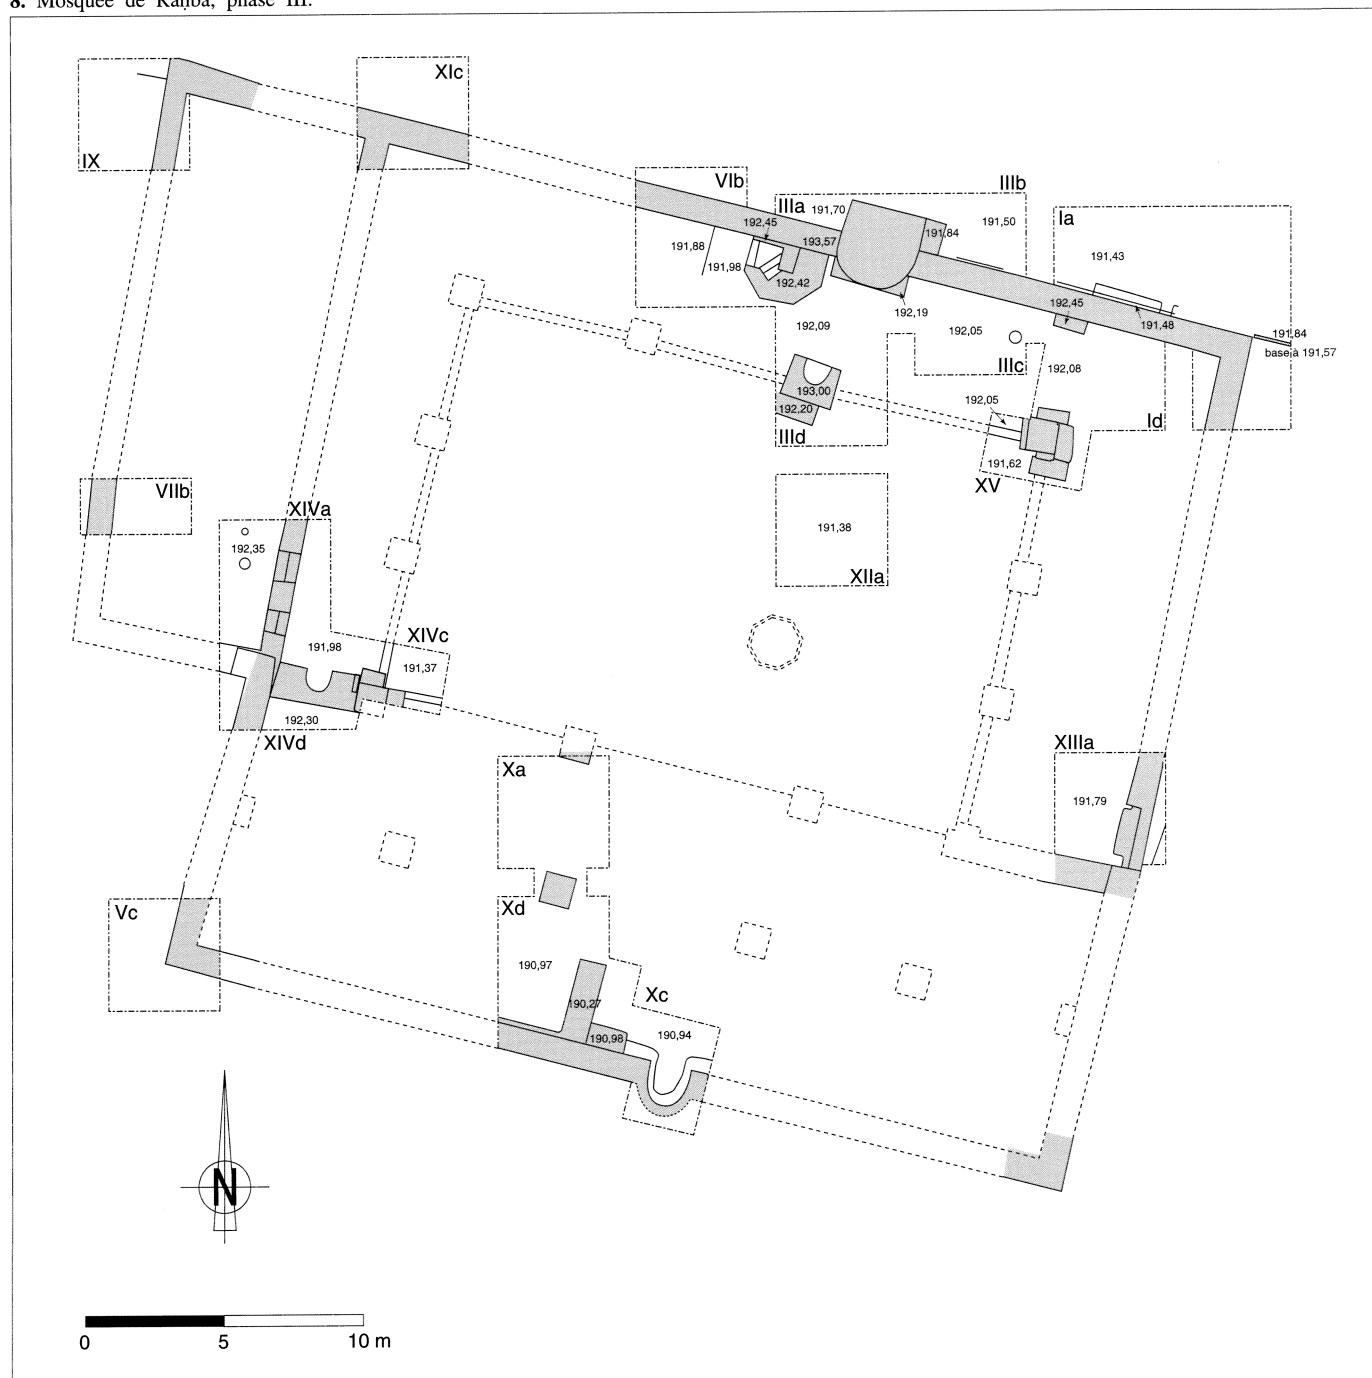 8. Mosquée de Raḥba, phase III.
XIc
IX
VIb
IIIa
191,70
IIIb
191,50
Ia
191,43
192,45
193,57
191,84
191,88
191,98
192,42
192,19
192,45
191,48
191,84
base à 191,57
192,09
192,05
IIIc
192,08
193,00
192,20
IIId
192,05
Id
191,62
XV
VIIb
XIVa
192,35
191,38
XIIa
191,98
XIVc
191,37
192,30
XIVd
Xa
XIIIa
191,79
Vc
Xd
190,97
Xc
190,27
190,98
190,94
N
0 5 10 m